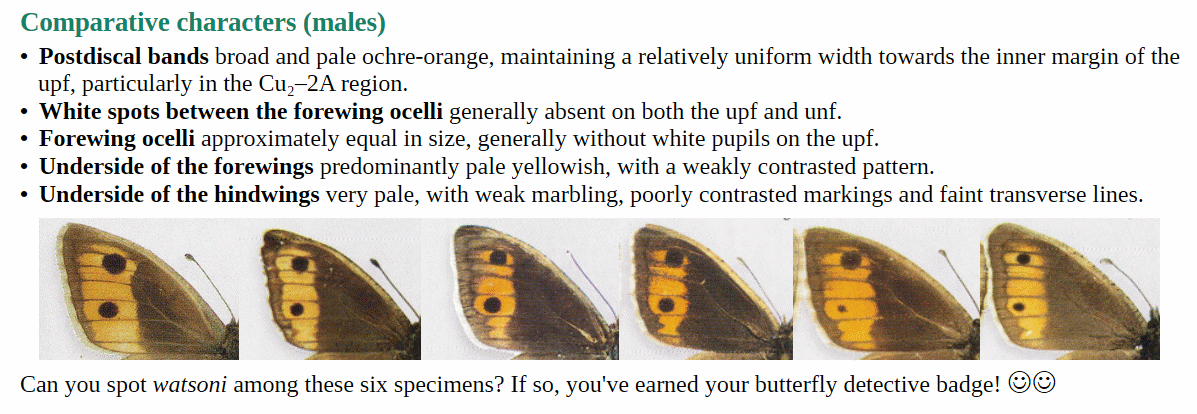 Comparative characters (males)
• Postdiscal bands broad and pale ochre-orange, maintaining a relatively uniform width towards the inner margin of the
upf, particularly in the Cu₂–2A region.
• White spots between the forewing ocelli generally absent on both the upf and unf.
• Forewing ocelli approximately equal in size, generally without white pupils on the upf.
• Underside of the forewings predominantly pale yellowish, with a weakly contrasted pattern.
• Underside of the hindwings very pale, with weak marbling, poorly contrasted markings and faint transverse lines.
Can you spot watsoni among these six specimens? If so, you've earned your butterfly detective badge! ☺☺